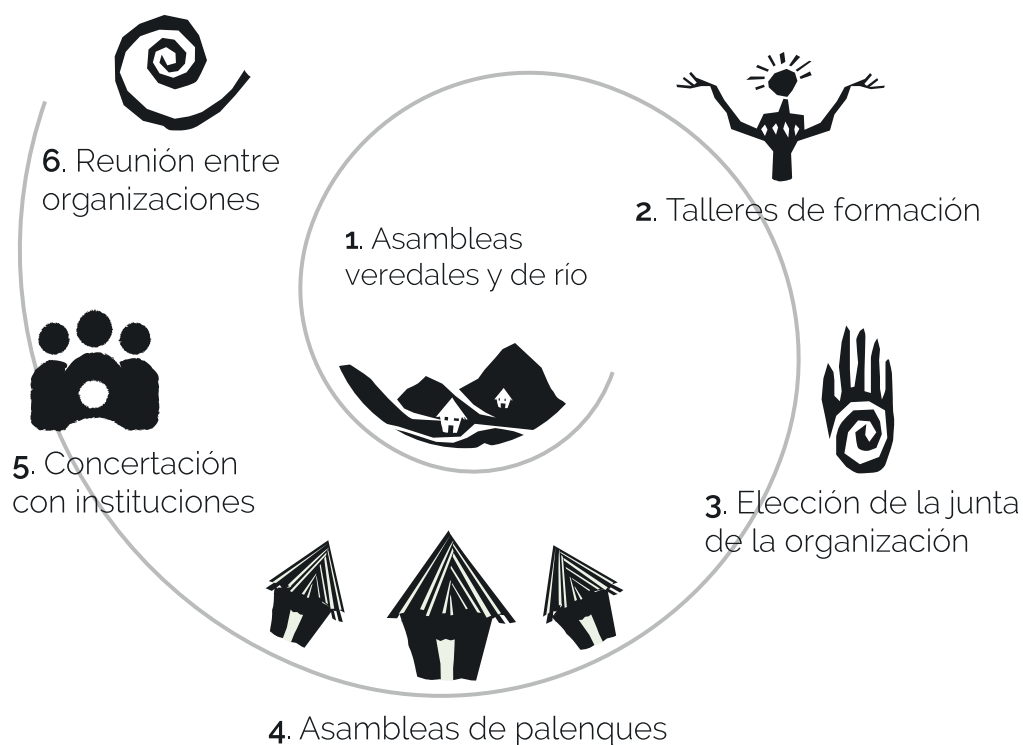 1. Asambleas
veredales y de río
2. Talleres de formación
3. Elección de la junta
de la organización
4. Asambleas de palenques
5. Concertación
con instituciones
6. Reunión entre
organizaciones